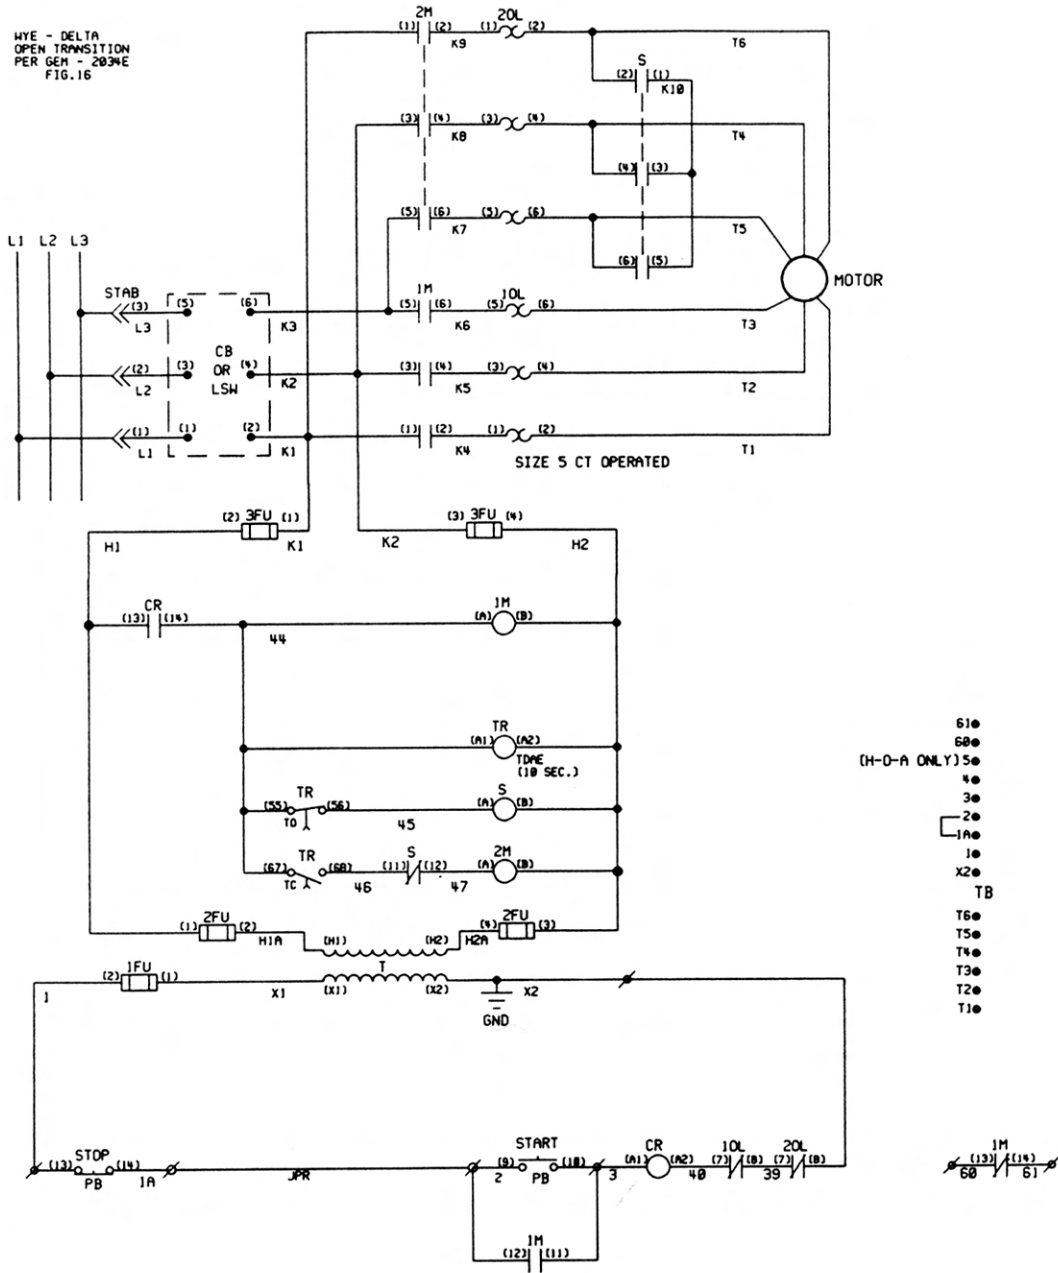 WYE - DELTA
OPEN TRANSITION
PER GEM - 2034E
FIG.16
2M
(1) (2)
K9
2OL
(1) (2)
T6
S
(2) (1)
K10
(3) (4)
K8
(3) (4)
T4
(4) (3)
(5) (6)
K7
(5) (6)
T5
(6) (5)
MOTOR
L1 L2 L3
STAB
(3)
L3
(5) (6)
K3
1M
(5) (6)
K6
1OL
(5) (6)
T3
CB
OR
LSW
(2)
L2
(3) (4)
K2
(3) (4)
K5
(3) (4)
T2
(1)
L1
(1) (2)
K1
(1) (2)
K4
(1) (2)
T1
SIZE 5 CT OPERATED
(2) 3FU (1)
H1 K1
(3) 3FU (4)
K2 H2
CR
(13) (14)
44
1M
(A) (B)
TR
(A1) (A2)
TDAE
(10 SEC.)
TR
(55) (56)
TO
45
S
(A) (B)
TR
(67) (68)
TC
46
S
(11) (12)
47
2M
(A) (B)
2FU
(1) (2)
H1A
(H1) (H2)
2FU
(4) (3)
H2A
T
1FU
(2) (1)
1
X1
(X1) (X2)
X2
GND
61
60
(H-O-A ONLY) 5
4
3
2
1A
1
X2
TB
T6
T5
T4
T3
T2
T1
STOP
(13) (14)
PB
1A
JPR
START
(9) (10)
2 PB 3
CR
(A1) (A2)
40
1OL
(7) (8)
39
2OL
(7) (8)
1M
(12) (11)
1M
(13) (14)
60 61